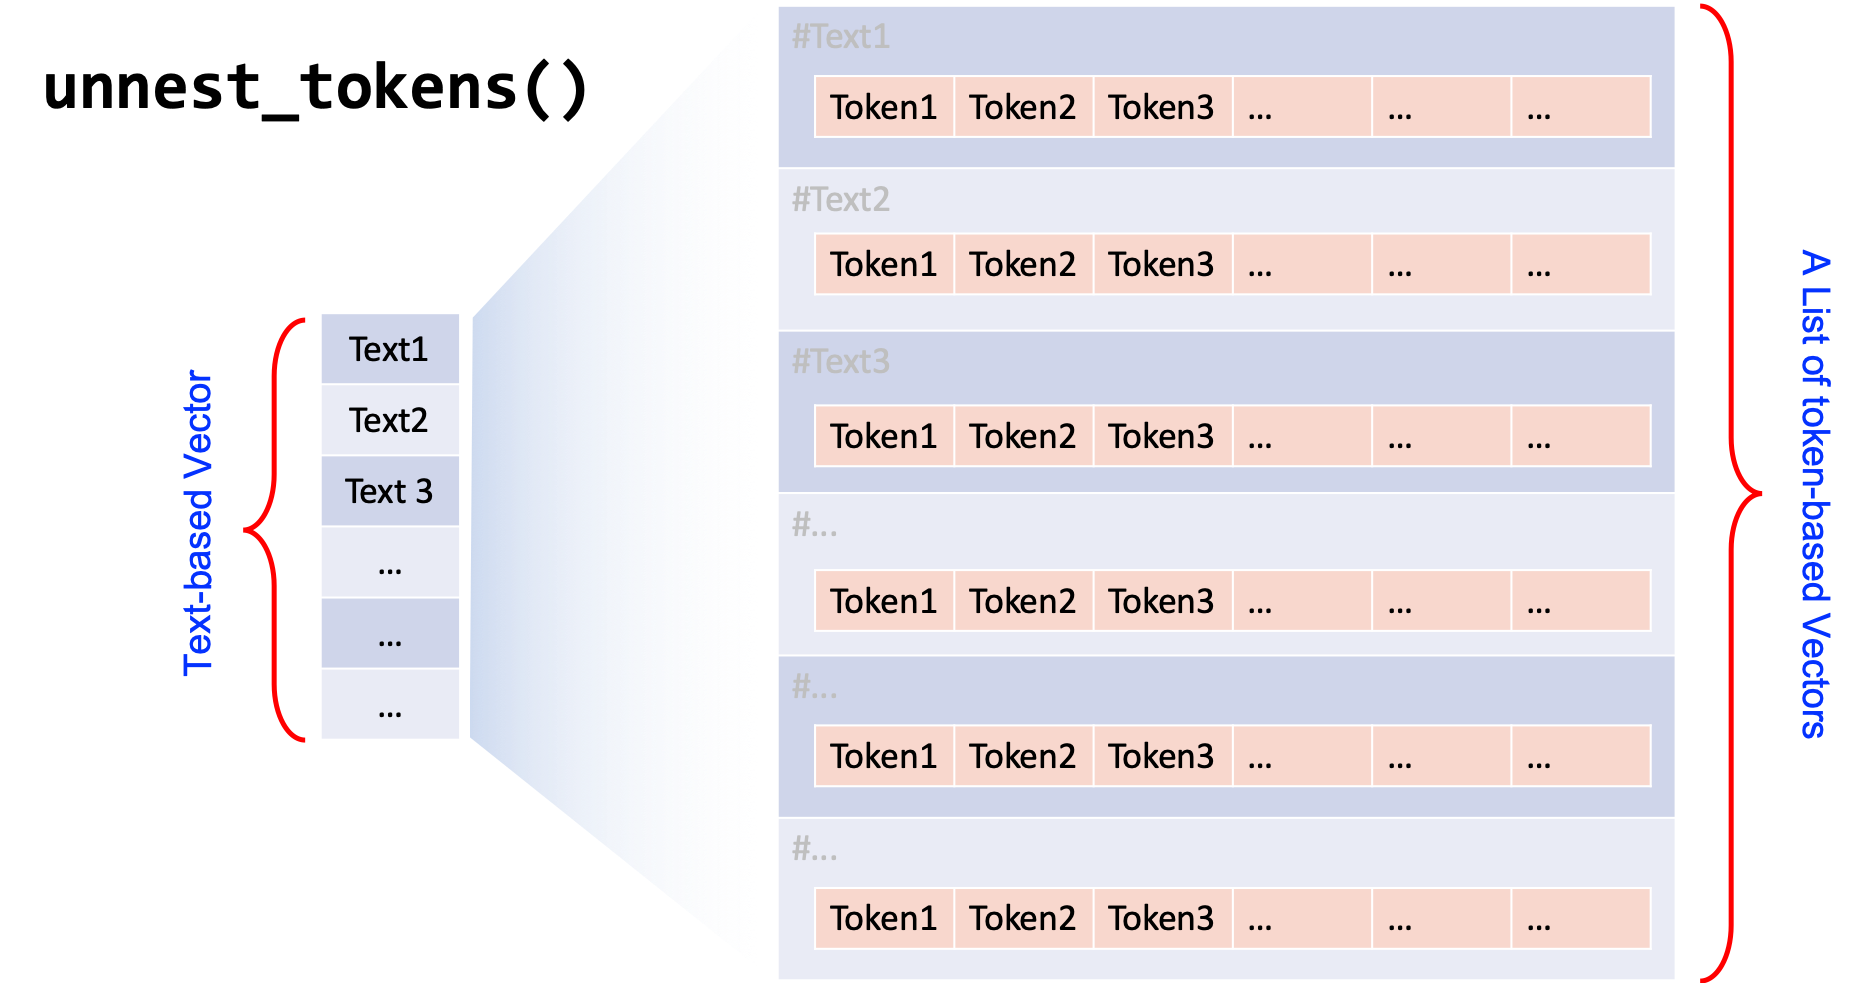 unnest_tokens()
Text-based Vector
Text1
Text2
Text 3
...
...
...
#Text1
Token1 Token2 Token3 ... ... ...
#Text2
Token1 Token2 Token3 ... ... ...
#Text3
Token1 Token2 Token3 ... ... ...
#...
Token1 Token2 Token3 ... ... ...
#...
Token1 Token2 Token3 ... ... ...
#...
Token1 Token2 Token3 ... ... ...
A List of token-based Vectors